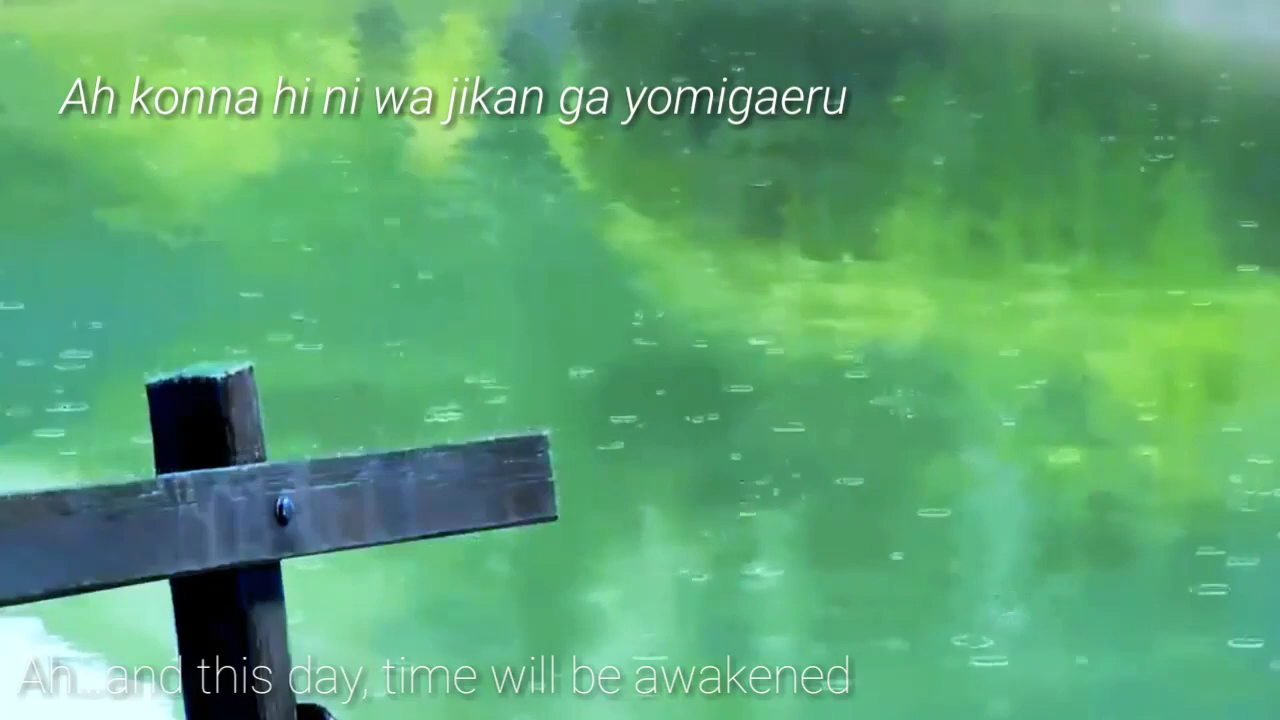 Ah konna hi ni wa jikan ga yomigaeru
Ah...and this day, time will be awakened